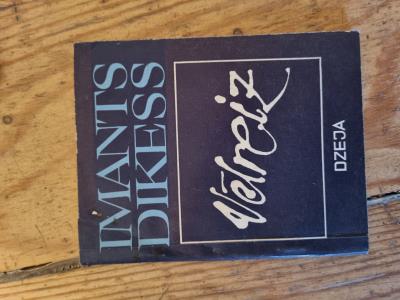 IMANTS
DIKESS
Vēlreiz
DZEJA